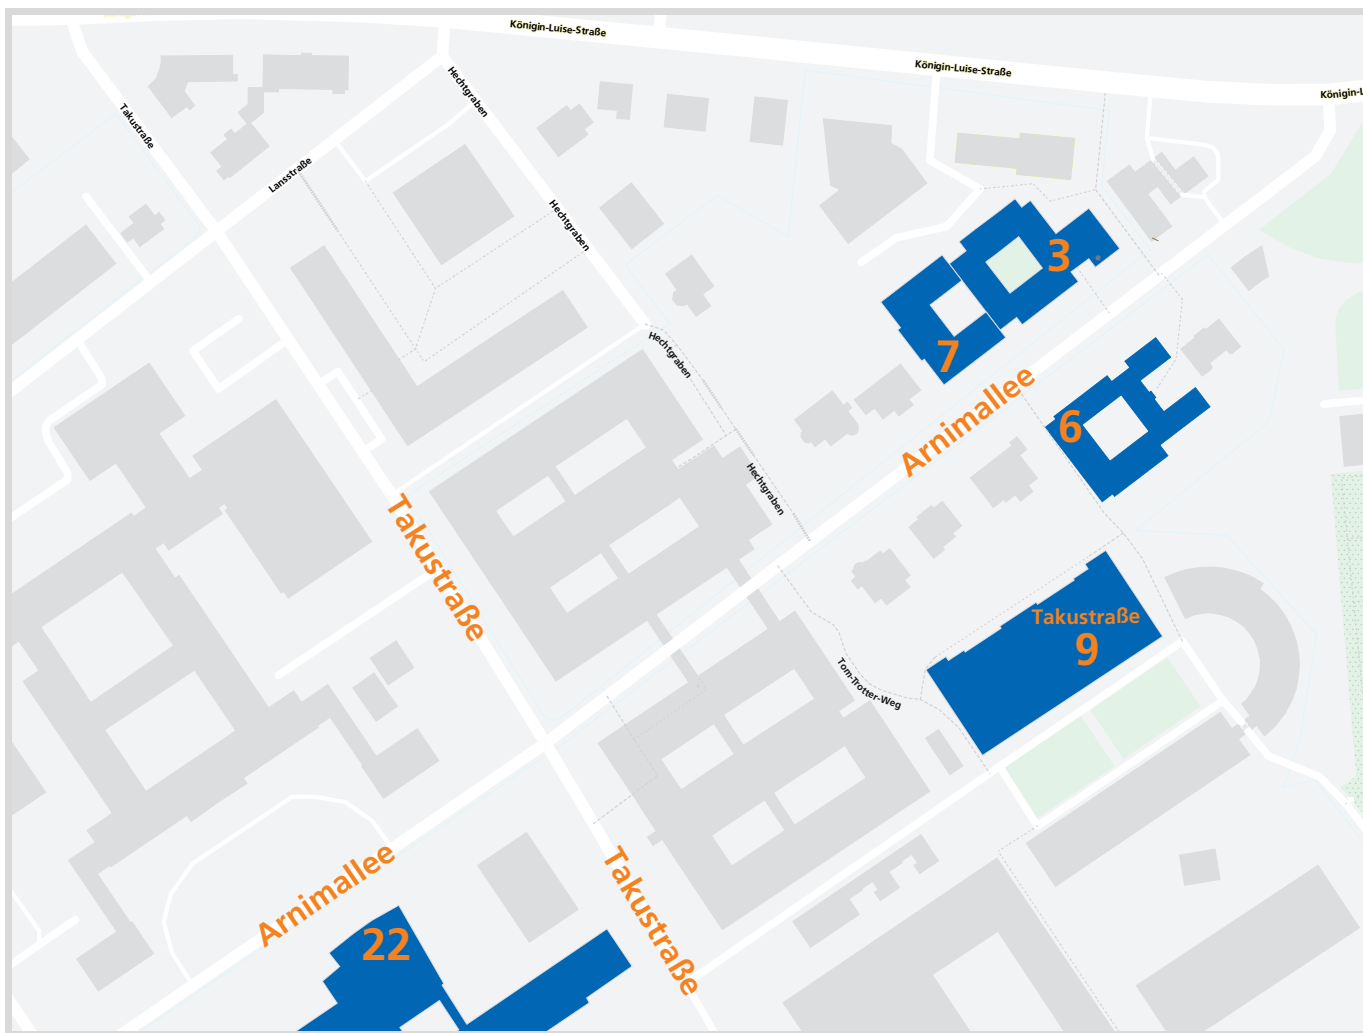 Königin-Luise-Straße
Königin-Luise-Straße
Königin-L
Takustraße
Hechtgraben
Lansstraße
Hechtgraben
3
Hechtgraben
7
Arnimallee
6
Hechtgraben
Takustraße
Takustraße
9
Tom-Trotter-Weg
Arnimallee
Takustraße
22